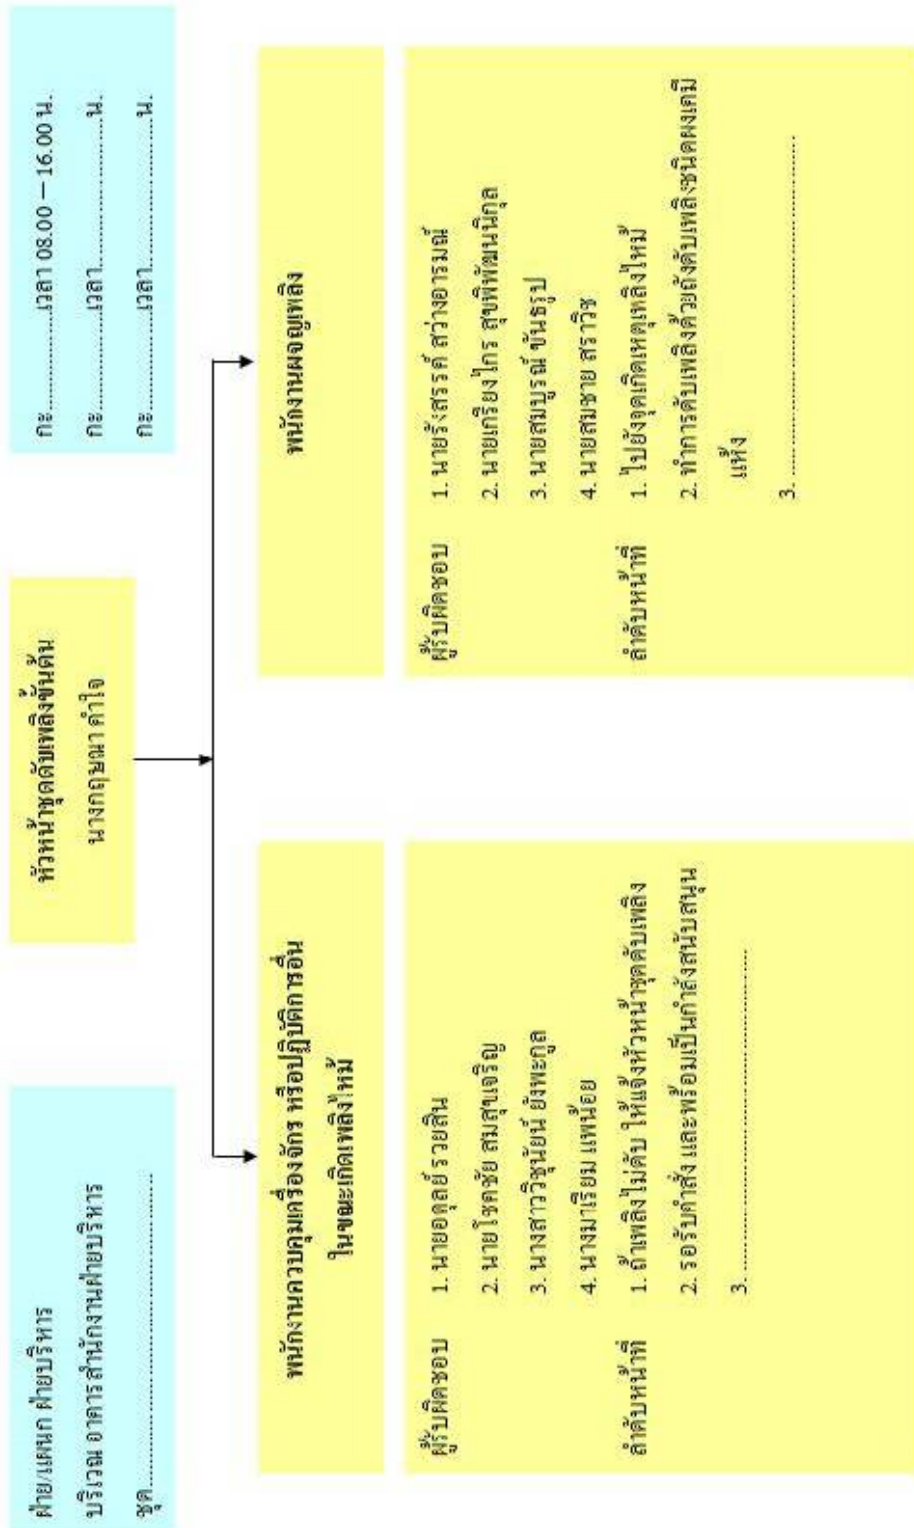 ฝ่าย/แผนก ฝ่ายบริหาร
บริเวณ อาคารสำนักงานฝ่ายบริหาร
ชุด..................................................
หัวหน้าชุดดับเพลิงขั้นต้น
นางกฤษณา คำใจ
กะ............เวลา 08.00 – 16.00 น.
กะ............เวลา............................น.
กะ............เวลา....................น.
พนักงานควบคุมเครื่องจักร หรือปฏิบัติการอื่น
ในขณะเกิดเพลิงไหม้
ผู้รับผิดชอบ 1. นายอดุลย์ รวยสิน
2. นายโชคชัย สมสุขเจริญ
3. นางสาววิชุนัยน์ ยังพะกูล
4. นางมาเรียม แพน้อย
ลำดับหน้าที่ 1. ถ้าเพลิงไม่ดับ ให้แจ้งหัวหน้าชุดดับเพลิง
2. รอรับคำสั่ง และพร้อมเป็นกำลังสนับสนุน
3. ..........................................................
พนักงานผจญเพลิง
ผู้รับผิดชอบ 1. นายรังสรรค์ สว่างอารมณ์
2. นายเกรียงไกร สุขพิพัฒนนิกุล
3. นายสมบูรณ์ ขันธรูป
4. นายสมชาย สราวิช
ลำดับหน้าที่ 1. ไปยังจุดเกิดเหตุเพลิงไหม้
2. ทำการดับเพลิงด้วยถังดับเพลิงชนิดผงเคมี
แห้ง
3. ..........................................................